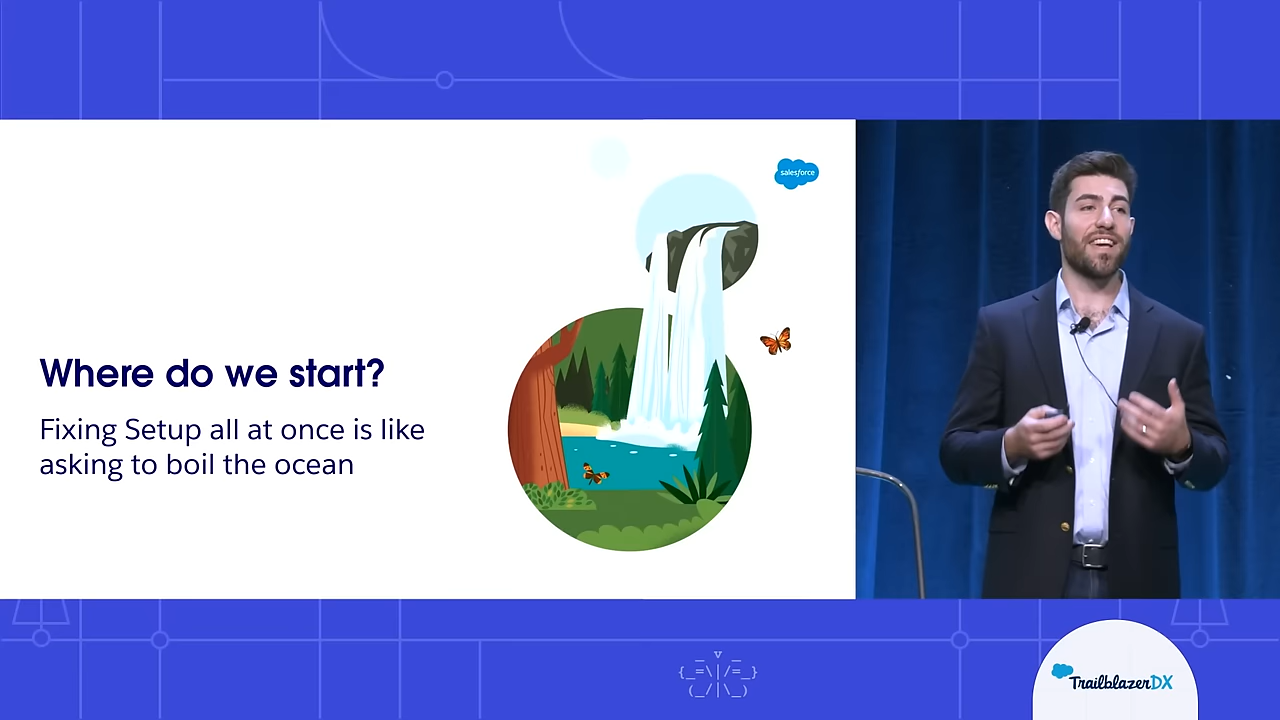 salesforce
Where do we start?
Fixing Setup all at once is like
asking to boil the ocean
TrailblazerDX